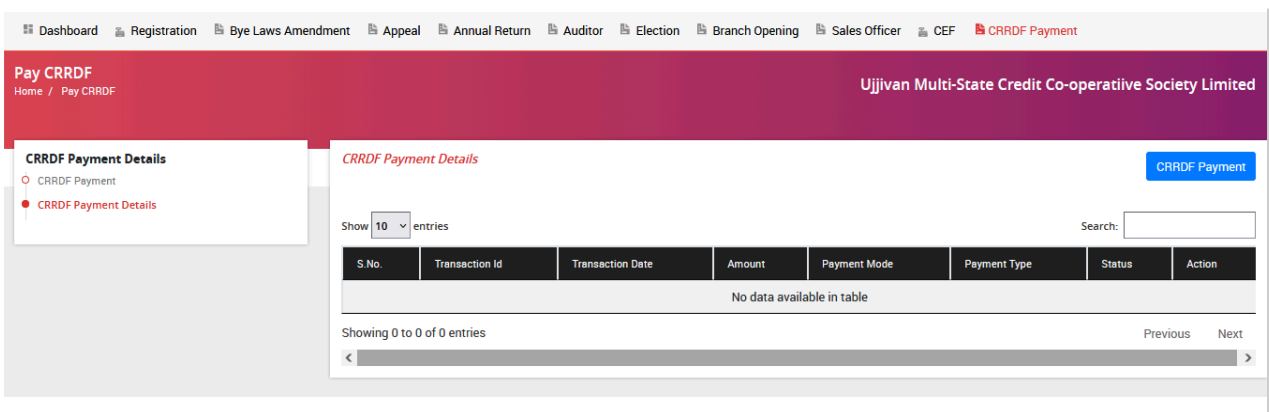 Dashboard Registration Bye Laws Amendment Appeal Annual Return Auditor Election Branch Opening Sales Officer CEF CRRDF Payment
Pay CRRDF
Home / Pay CRRDF
Ujjivan Multi-State Credit Co-operatiive Society Limited
CRRDF Payment Details
CRRDF Payment
CRRDF Payment Details
CRRDF Payment Details
CRRDF Payment
Show 10 entries
Search:
S.No. Transaction Id Transaction Date Amount Payment Mode Payment Type Status Action
No data available in table
Showing 0 to 0 of 0 entries
Previous Next